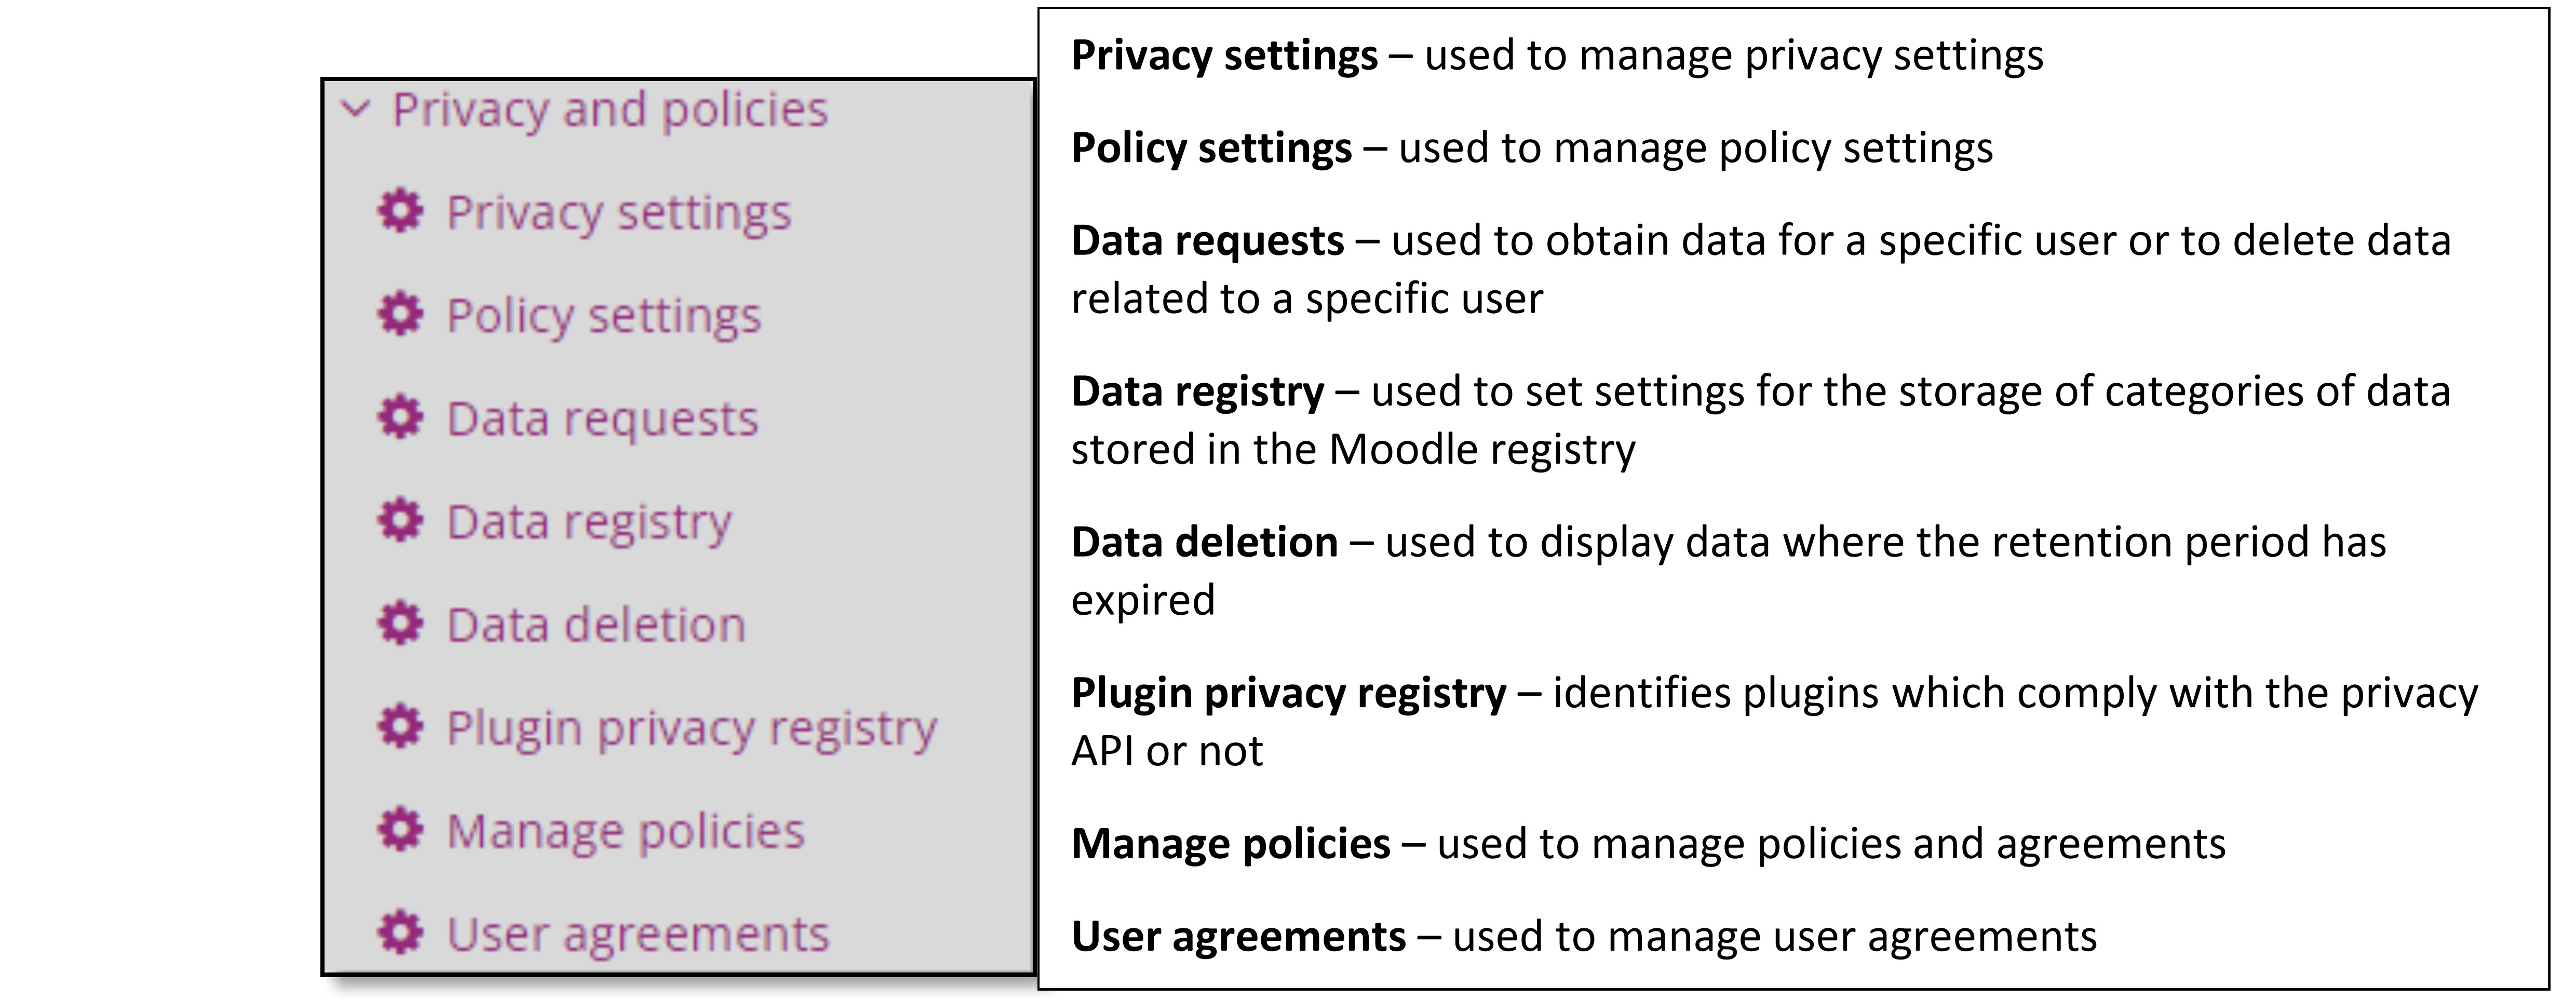 Privacy and policies
Privacy settings
Policy settings
Data requests
Data registry
Data deletion
Plugin privacy registry
Manage policies
User agreements
Privacy settings – used to manage privacy settings
Policy settings – used to manage policy settings
Data requests – used to obtain data for a specific user or to delete data
related to a specific user
Data registry – used to set settings for the storage of categories of data
stored in the Moodle registry
Data deletion – used to display data where the retention period has
expired
Plugin privacy registry – identifies plugins which comply with the privacy
API or not
Manage policies – used to manage policies and agreements
User agreements – used to manage user agreements